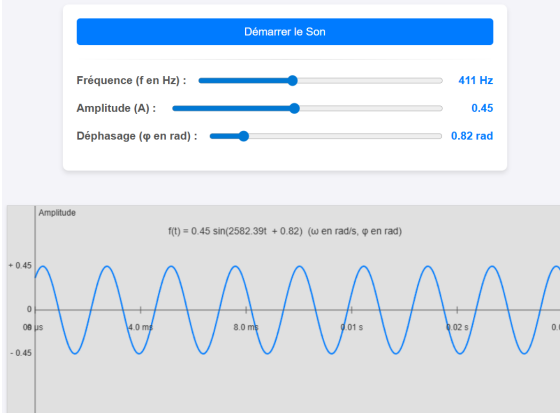 Démarrer le Son
Fréquence (f en Hz) : 411 Hz
Amplitude (A) : 0.45
Déphasage (φ en rad) : 0.82 rad
Amplitude
f(t) = 0.45 sin(2582.39t + 0.82) (ω en rad/s, φ en rad)
+ 0.45
0
4.0 ms 8.0 ms 0.01 s 0.02 s
- 0.45